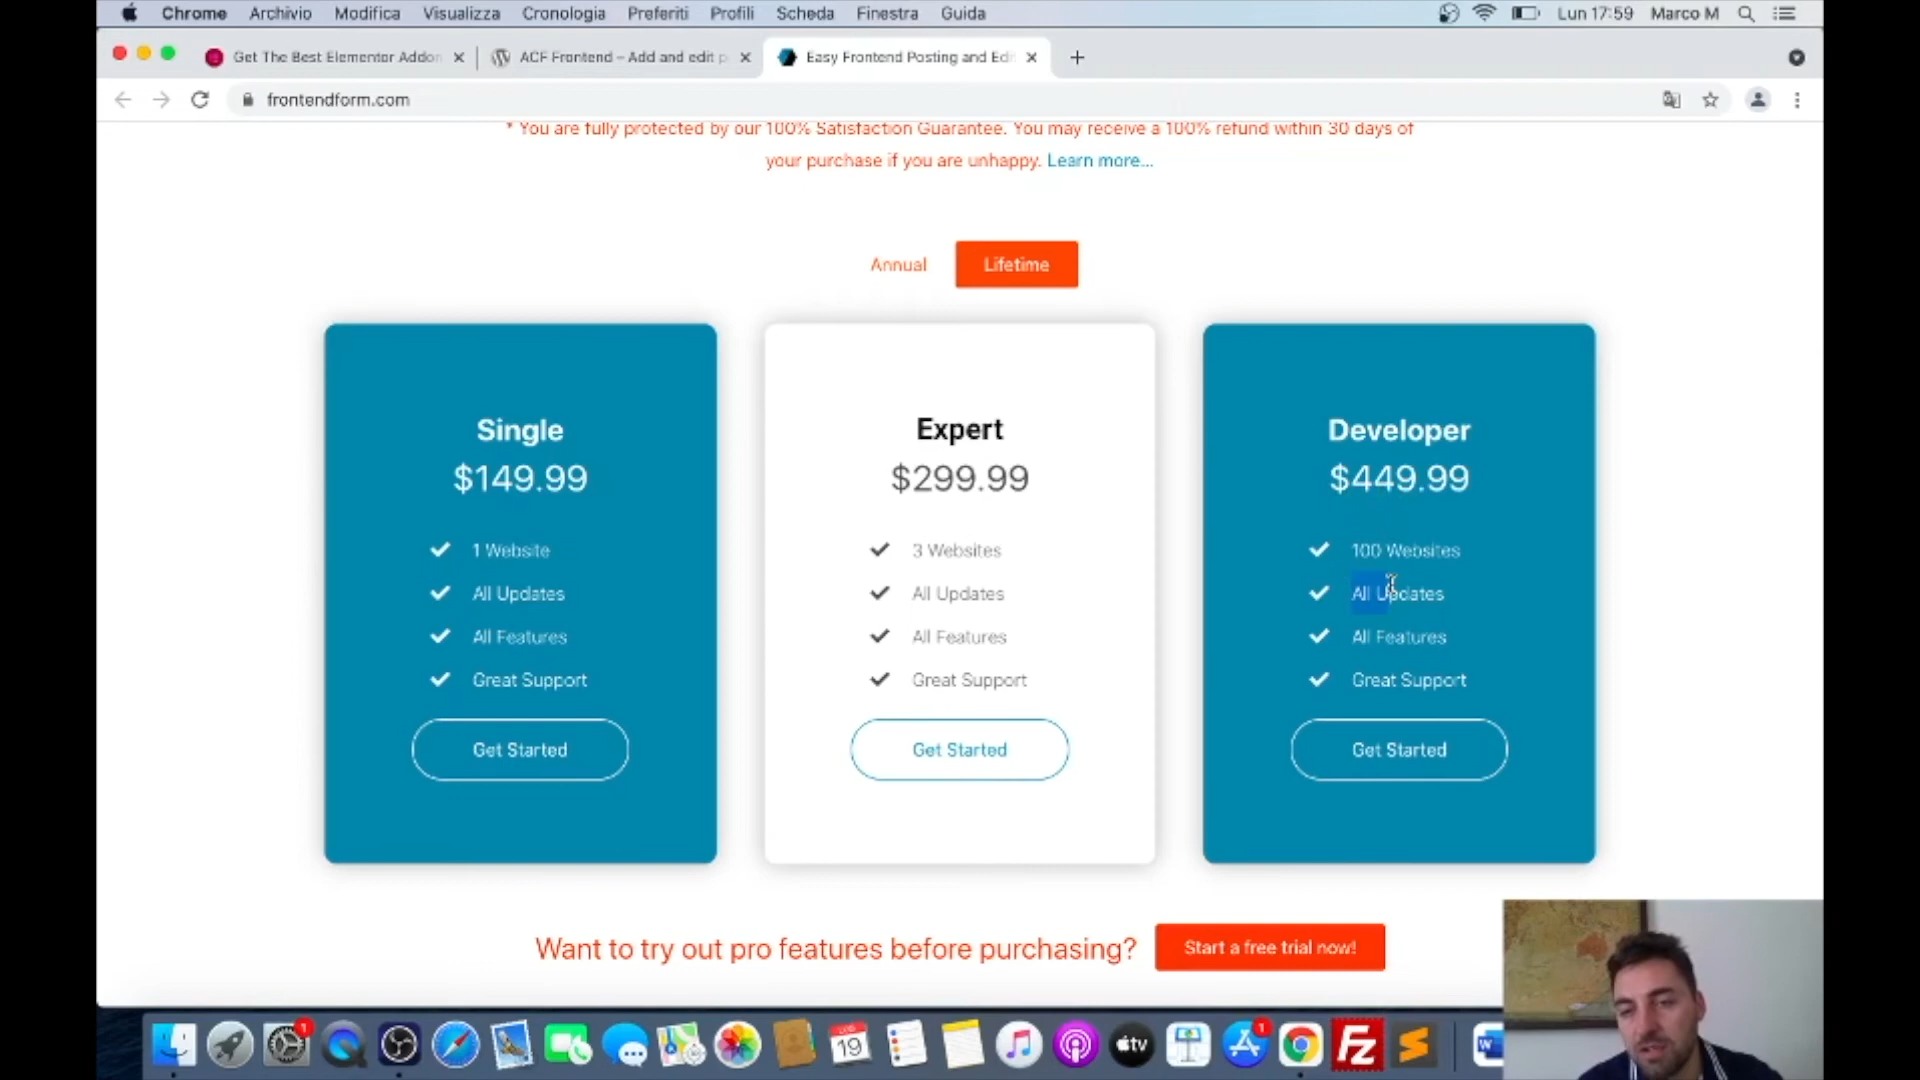 Chrome Archivio Modifica Visualizza Cronologia Preferiti Profili Scheda Finestra Guida Lun 17:59 Marco M
Get The Best Elementor Addon ACF Frontend – Add and edit p Easy Frontend Posting and Edi
frontendform.com
* You are fully protected by our 100% Satisfaction Guarantee. You may receive a 100% refund within 30 days of
your purchase if you are unhappy. Learn more...
Annual Lifetime
Single
$149.99
1 Website
All Updates
All Features
Great Support
Get Started
Expert
$299.99
3 Websites
All Updates
All Features
Great Support
Get Started
Developer
$449.99
100 Websites
All Updates
All Features
Great Support
Get Started
Want to try out pro features before purchasing? Start a free trial now!
1
19
tv
1
Fz
W